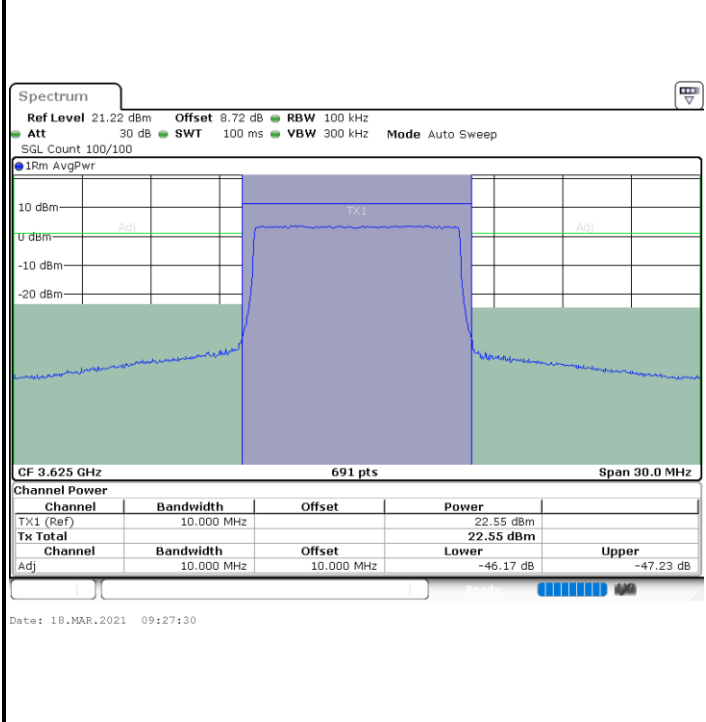 Spectrum
Ref Level 21.22 dBm Offset 8.72 dB RBW 100 kHz
Att 30 dB SWT 100 ms VBW 300 kHz Mode Auto Sweep
SGL Count 100/100
1Rm AvgPwr
10 dBm
TX1
Adj Adj
0 dBm
-10 dBm
-20 dBm
CF 3.625 GHz 691 pts Span 30.0 MHz
Channel Power
Channel Bandwidth Offset Power
TX1 (Ref) 10.000 MHz 22.55 dBm
Tx Total 22.55 dBm
Channel Bandwidth Offset Lower Upper
Adj 10.000 MHz 10.000 MHz -46.17 dB -47.23 dB
Ready
Date: 18.MAR.2021 09:27:30